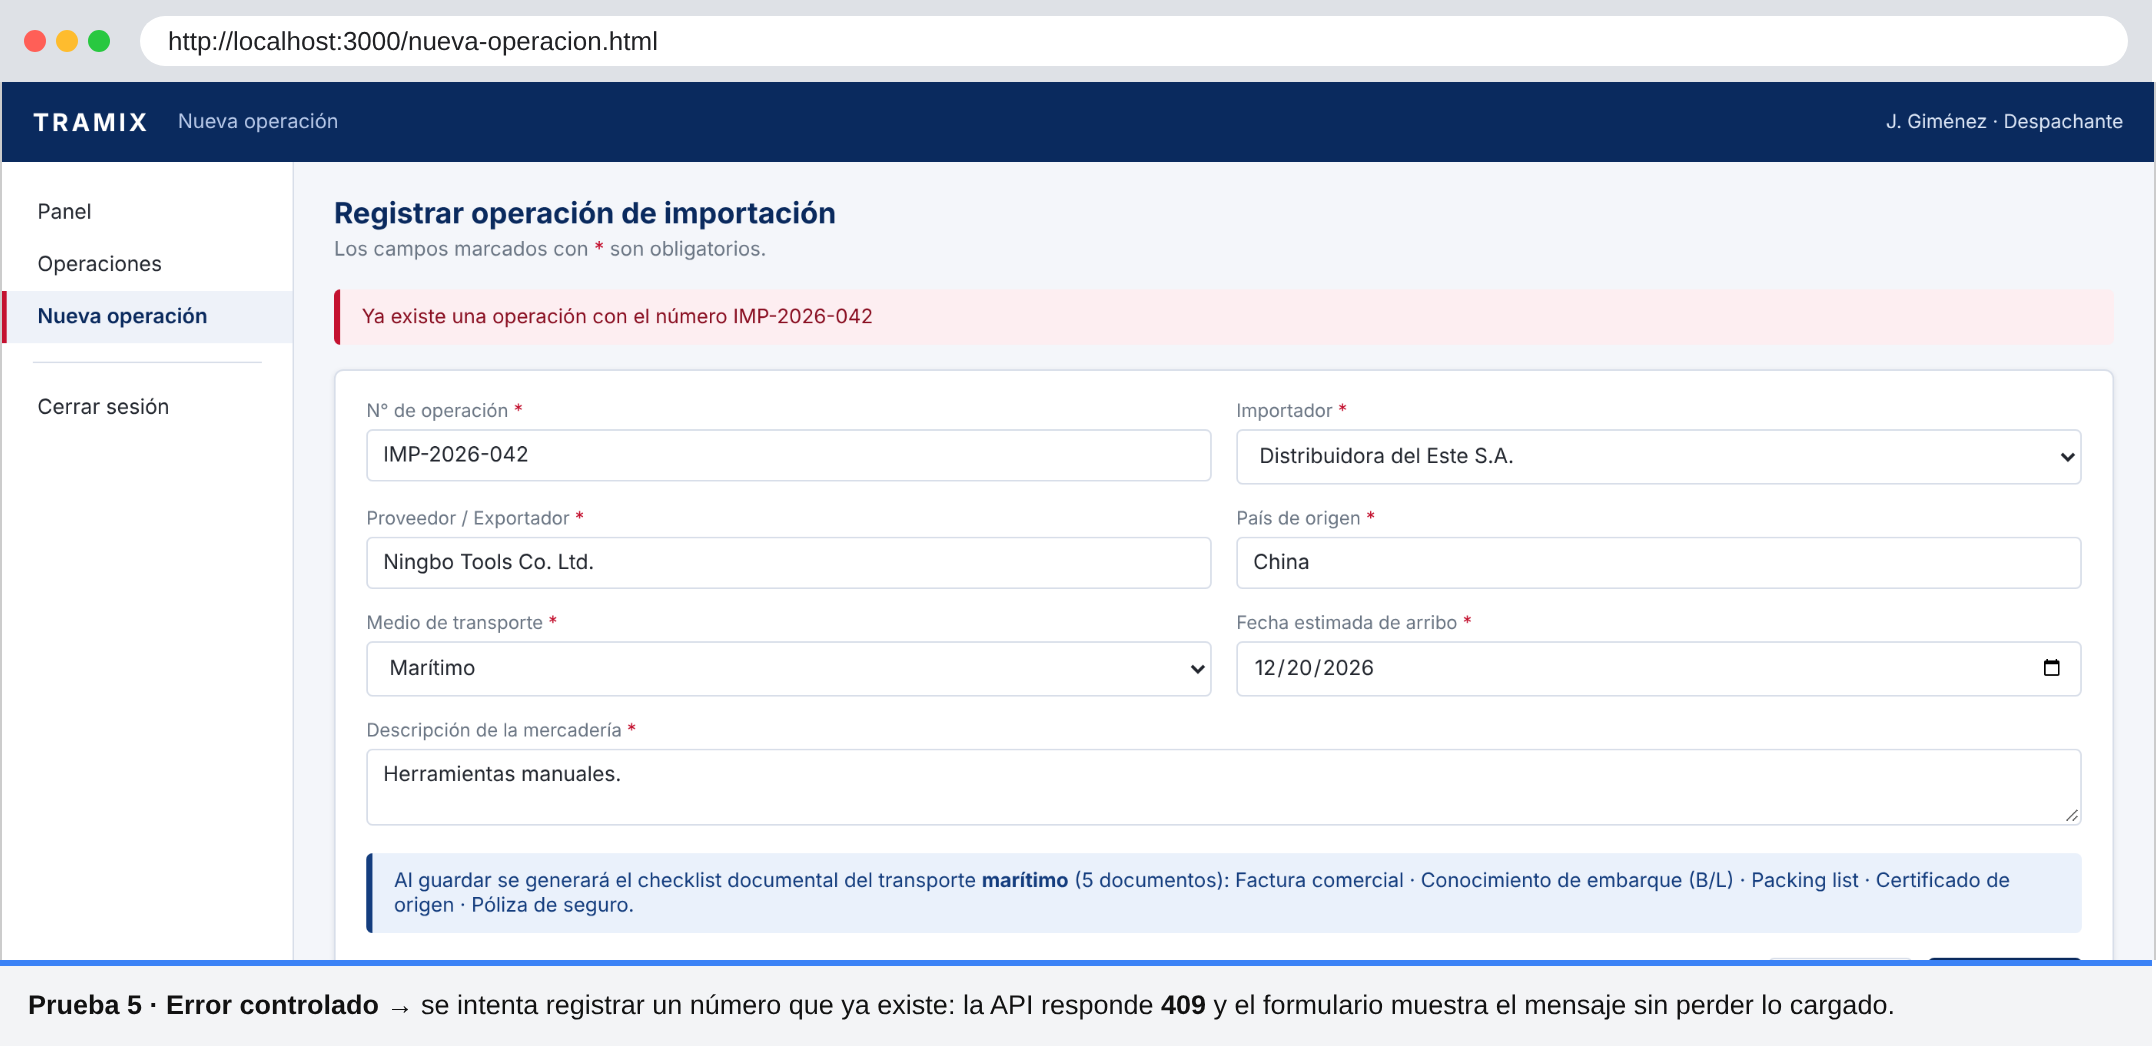 http://localhost:3000/nueva-operacion.html
TRAMIX Nueva operación J. Giménez · Despachante
Panel
Operaciones
Nueva operación
Cerrar sesión
Registrar operación de importación
Los campos marcados con * son obligatorios.
Ya existe una operación con el número IMP-2026-042
N° de operación * Importador *
IMP-2026-042 Distribuidora del Este S.A.
Proveedor / Exportador * País de origen *
Ningbo Tools Co. Ltd. China
Medio de transporte * Fecha estimada de arribo *
Marítimo 12/20/2026
Descripción de la mercadería *
Herramientas manuales.
Al guardar se generará el checklist documental del transporte marítimo (5 documentos): Factura comercial · Conocimiento de embarque (B/L) · Packing list · Certificado de
origen · Póliza de seguro.
Prueba 5 · Error controlado → se intenta registrar un número que ya existe: la API responde 409 y el formulario muestra el mensaje sin perder lo cargado.